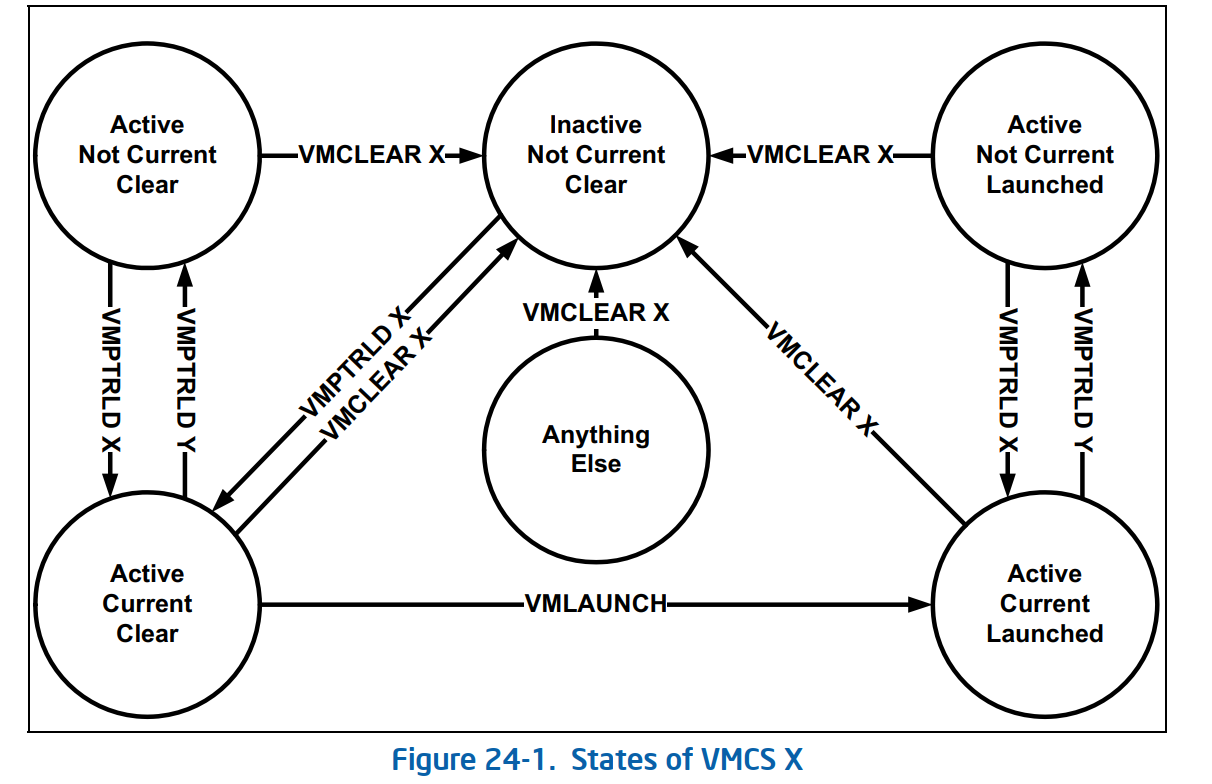 Active
Not Current
Clear
VMCLEAR X
Inactive
Not Current
Clear
VMCLEAR X
Active
Not Current
Launched
VMPTRLD X
VMPTRLD Y
VMPTRLD X
VMCLEAR X
VMCLEAR X
Anything
Else
VMCLEAR X
VMPTRLD X
VMPTRLD Y
Active
Current
Clear
VMLAUNCH
Active
Current
Launched
Figure 24-1. States of VMCS X